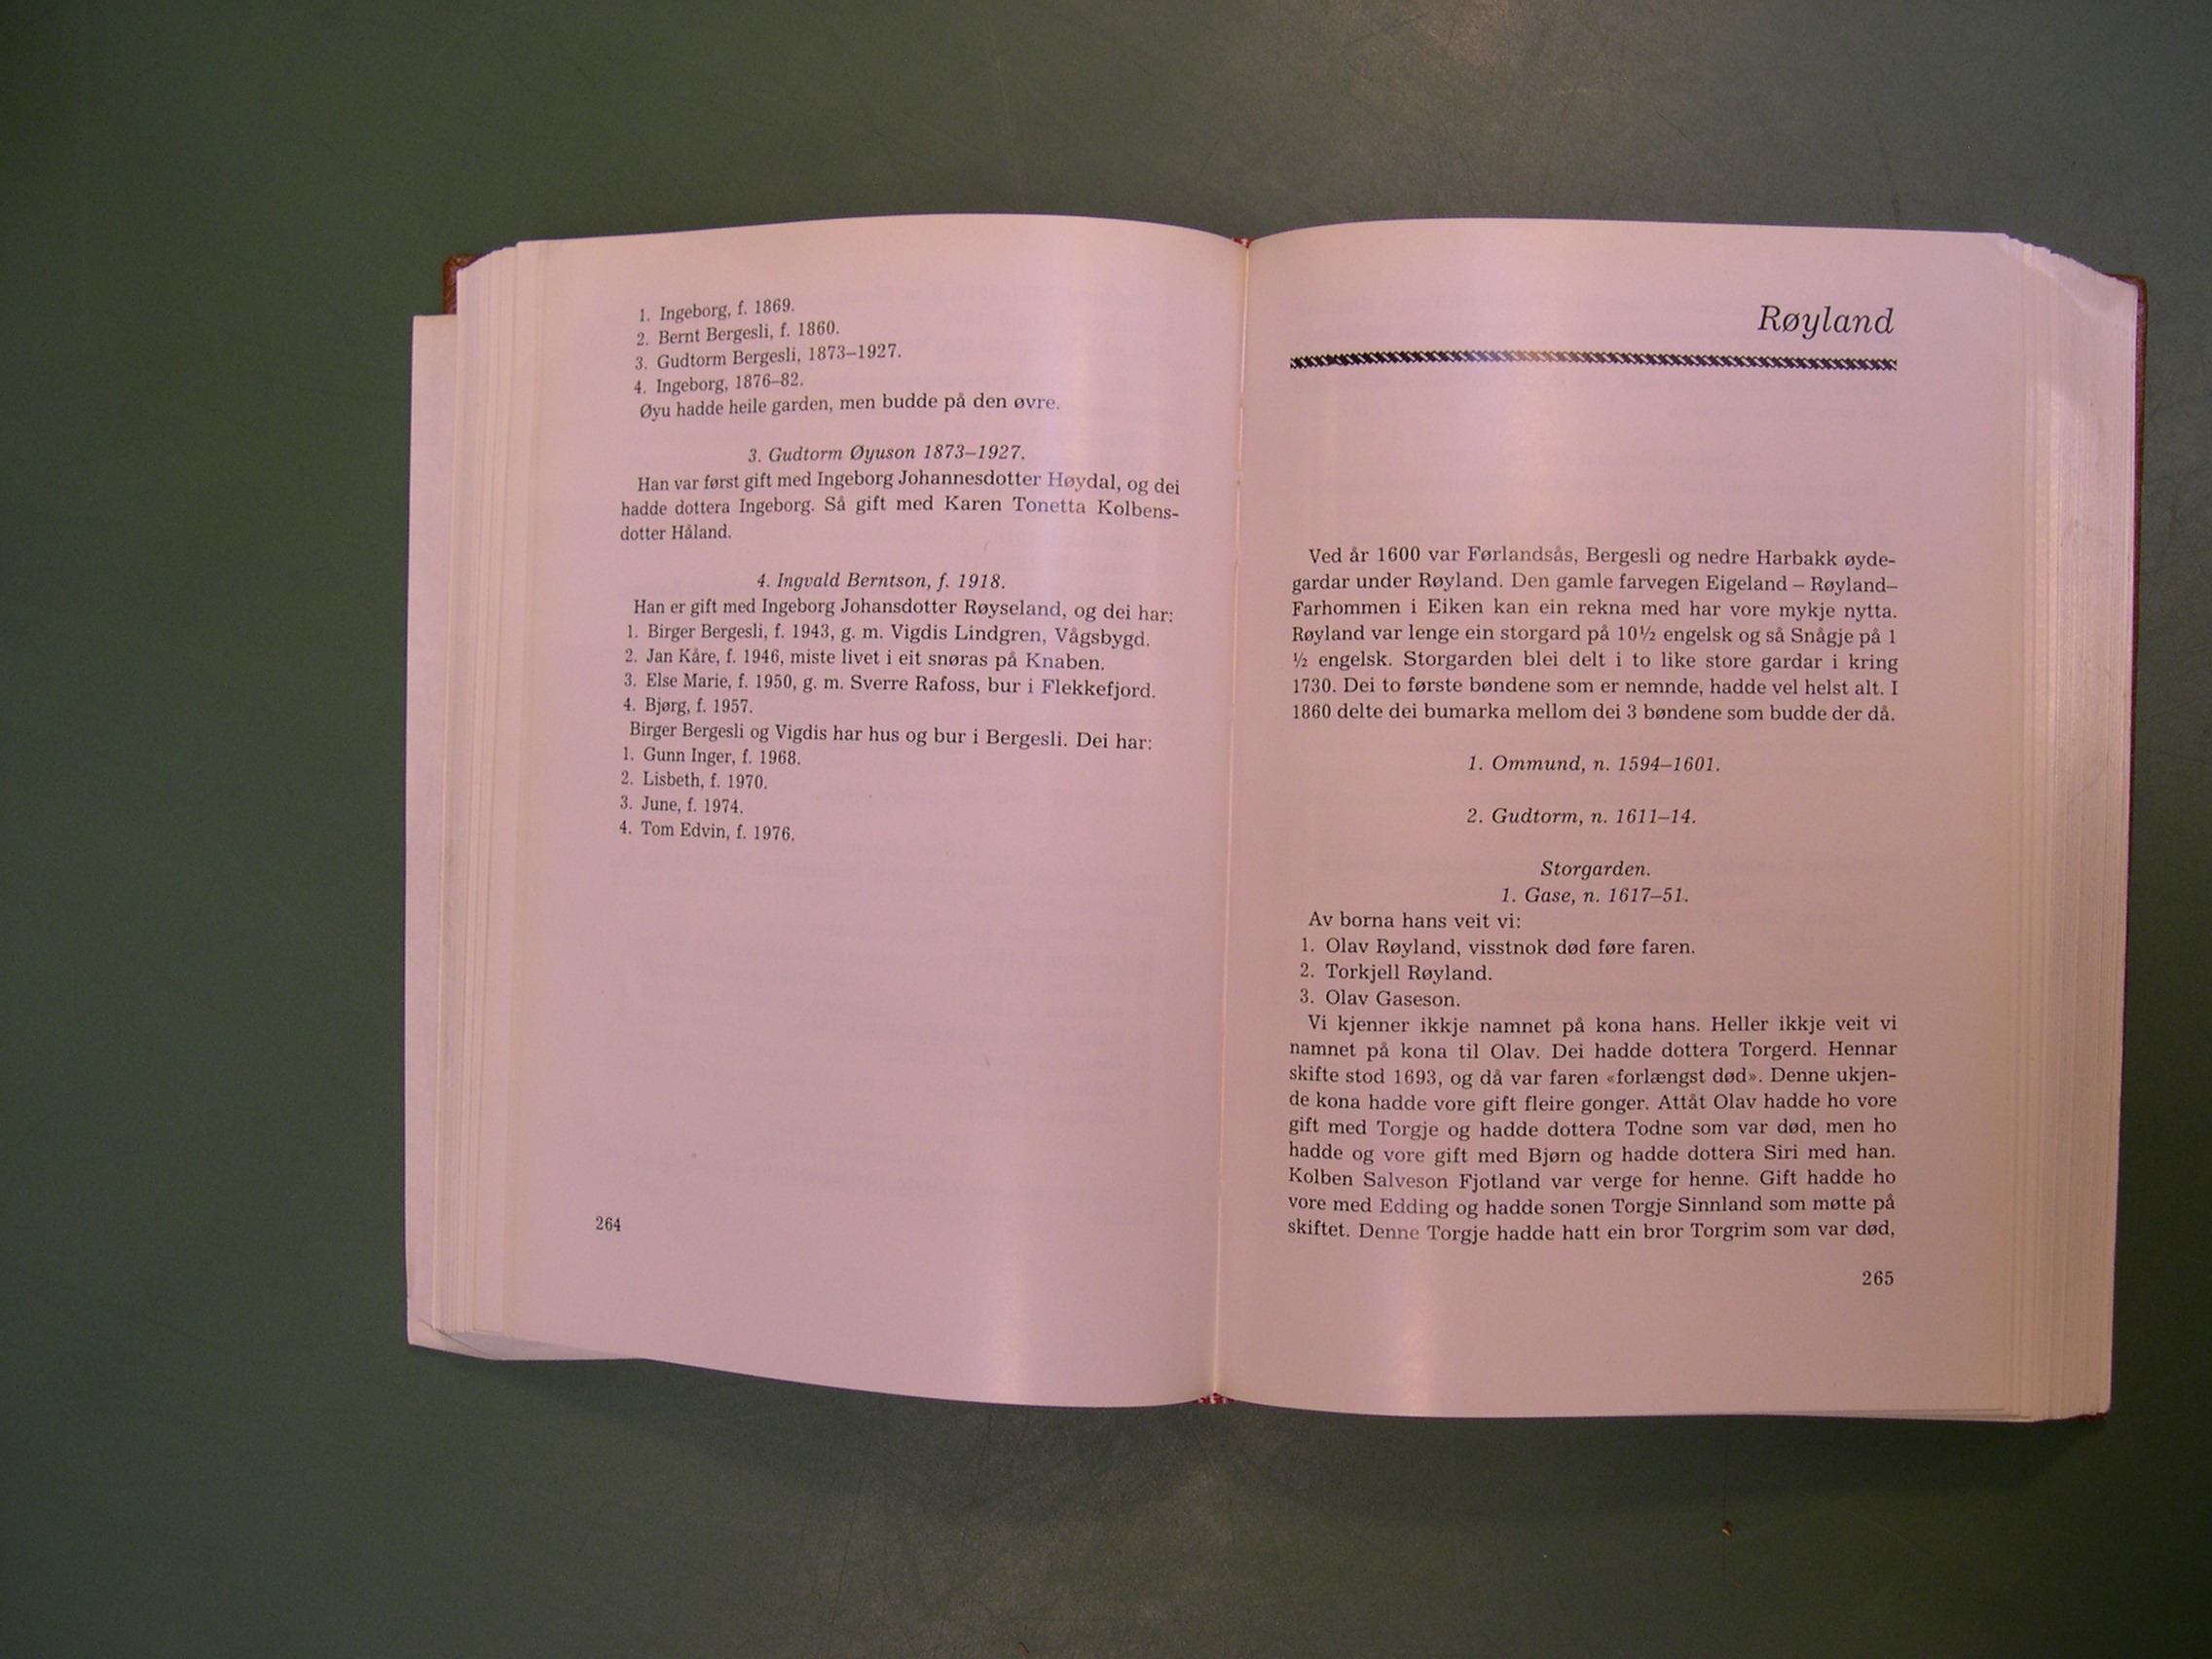 1. Ingeborg, f. 1869.
2. Bernt Bergesli, f. 1860.
3. Gudtorm Bergesli, 1873–1927.
4. Ingeborg, 1876–82.
Øyu hadde heile garden, men budde på den øvre.
3. Gudtorm Øyuson 1873–1927.
Han var først gift med Ingeborg Johannesdotter Høydal, og dei
hadde dottera Ingeborg. Så gift med Karen Tonetta Kolbens-
dotter Håland.
4. Ingvald Berntson, f. 1918.
Han er gift med Ingeborg Johansdotter Røyseland, og dei har:
1. Birger Bergesli, f. 1943, g. m. Vigdis Lindgren, Vågsbygd.
2. Jan Kåre, f. 1946, miste livet i eit snøras på Knaben.
3. Else Marie, f. 1950, g. m. Sverre Rafoss, bur i Flekkefjord.
4. Bjørg, f. 1957.
Birger Bergesli og Vigdis har hus og bur i Bergesli. Dei har:
1. Gunn Inger, f. 1968.
2. Lisbeth, f. 1970.
3. June, f. 1974.
4. Tom Edvin, f. 1976.
264
Røyland
Ved år 1600 var Førlandsås, Bergesli og nedre Harbakk øyde-
gardar under Røyland. Den gamle farvegen Eigeland – Røyland–
Farhommen i Eiken kan ein rekna med har vore mykje nytta.
Røyland var lenge ein storgard på 10½ engelsk og så Snågje på 1
½ engelsk. Storgarden blei delt i to like store gardar i kring
1730. Dei to første bøndene som er nemnde, hadde vel helst alt. I
1860 delte dei bumarka mellom dei 3 bøndene som budde der då.
1. Ommund, n. 1594–1601.
2. Gudtorm, n. 1611–14.
Storgarden.
1. Gase, n. 1617–51.
Av borna hans veit vi:
1. Olav Røyland, visstnok død føre faren.
2. Torkjell Røyland.
3. Olav Gaseson.
Vi kjenner ikkje namnet på kona hans. Heller ikkje veit vi
namnet på kona til Olav. Dei hadde dottera Torgerd. Hennar
skifte stod 1693, og då var faren «forlængst død». Denne ukjen-
de kona hadde vore gift fleire gonger. Attåt Olav hadde ho vore
gift med Torgje og hadde dottera Todne som var død, men ho
hadde og vore gift med Bjørn og hadde dottera Siri med han.
Kolben Salveson Fjotland var verge for henne. Gift hadde ho
vore med Edding og hadde sonen Torgje Sinnland som møtte på
skiftet. Denne Torgje hadde hatt ein bror Torgrim som var død,
265